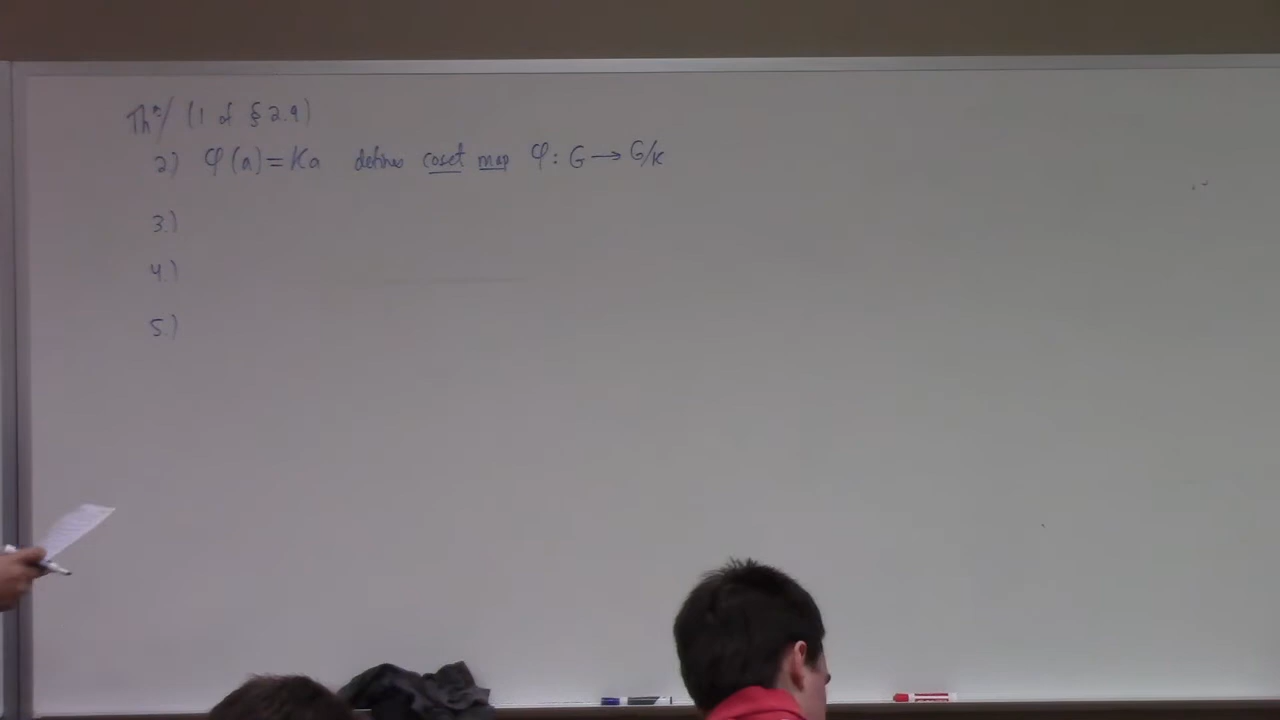 Thm/ (1 of § 2.9)
2.) φ(a) = Ka defines coset map φ : G → G/K
3.)
4.)
5.)